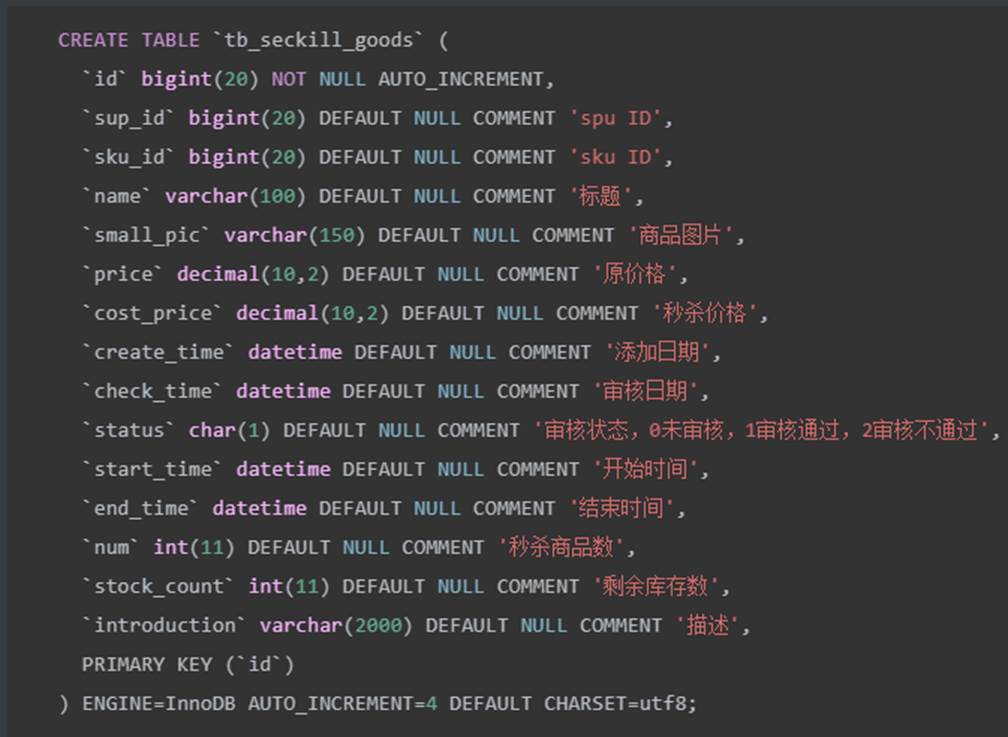 CREATE TABLE `tb_seckill_goods` (
  `id` bigint(20) NOT NULL AUTO_INCREMENT,
  `sup_id` bigint(20) DEFAULT NULL COMMENT 'spu ID',
  `sku_id` bigint(20) DEFAULT NULL COMMENT 'sku ID',
  `name` varchar(100) DEFAULT NULL COMMENT '标题',
  `small_pic` varchar(150) DEFAULT NULL COMMENT '商品图片',
  `price` decimal(10,2) DEFAULT NULL COMMENT '原价格',
  `cost_price` decimal(10,2) DEFAULT NULL COMMENT '秒杀价格',
  `create_time` datetime DEFAULT NULL COMMENT '添加日期',
  `check_time` datetime DEFAULT NULL COMMENT '审核日期',
  `status` char(1) DEFAULT NULL COMMENT '审核状态，0未审核，1审核通过，2审核不通过',
  `start_time` datetime DEFAULT NULL COMMENT '开始时间',
  `end_time` datetime DEFAULT NULL COMMENT '结束时间',
  `num` int(11) DEFAULT NULL COMMENT '秒杀商品数',
  `stock_count` int(11) DEFAULT NULL COMMENT '剩余库存数',
  `introduction` varchar(2000) DEFAULT NULL COMMENT '描述',
  PRIMARY KEY (`id`)
) ENGINE=InnoDB AUTO_INCREMENT=4 DEFAULT CHARSET=utf8;